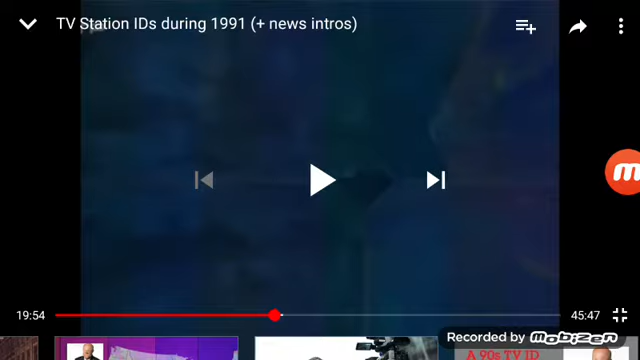 TV Station IDs during 1991 (+ news intros)
19:54
45:47
Recorded by
MOBIZEN
A 90s TV ID